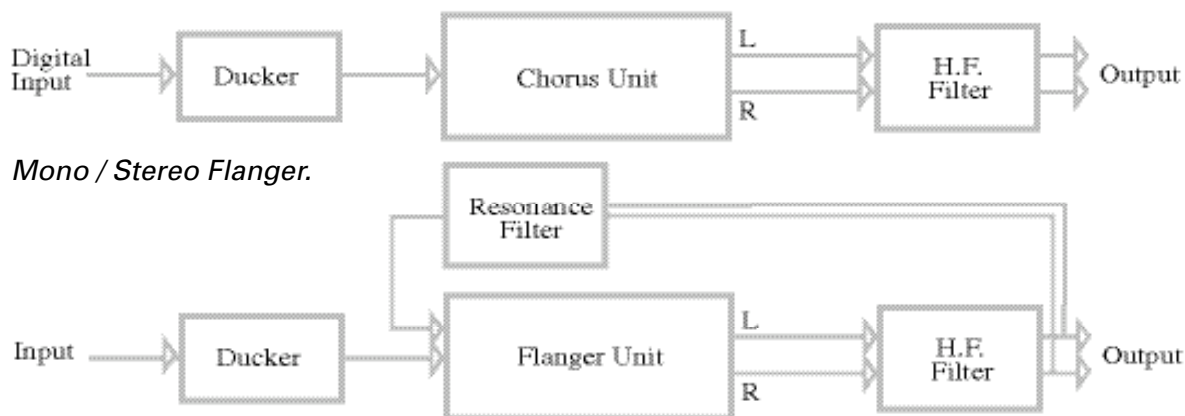 Digital
Input
Ducker
Chorus Unit
L
R
H.F.
Filter
Output
Mono / Stereo Flanger.
Resonance
Filter
Input
Ducker
Flanger Unit
L
R
H.F.
Filter
Output